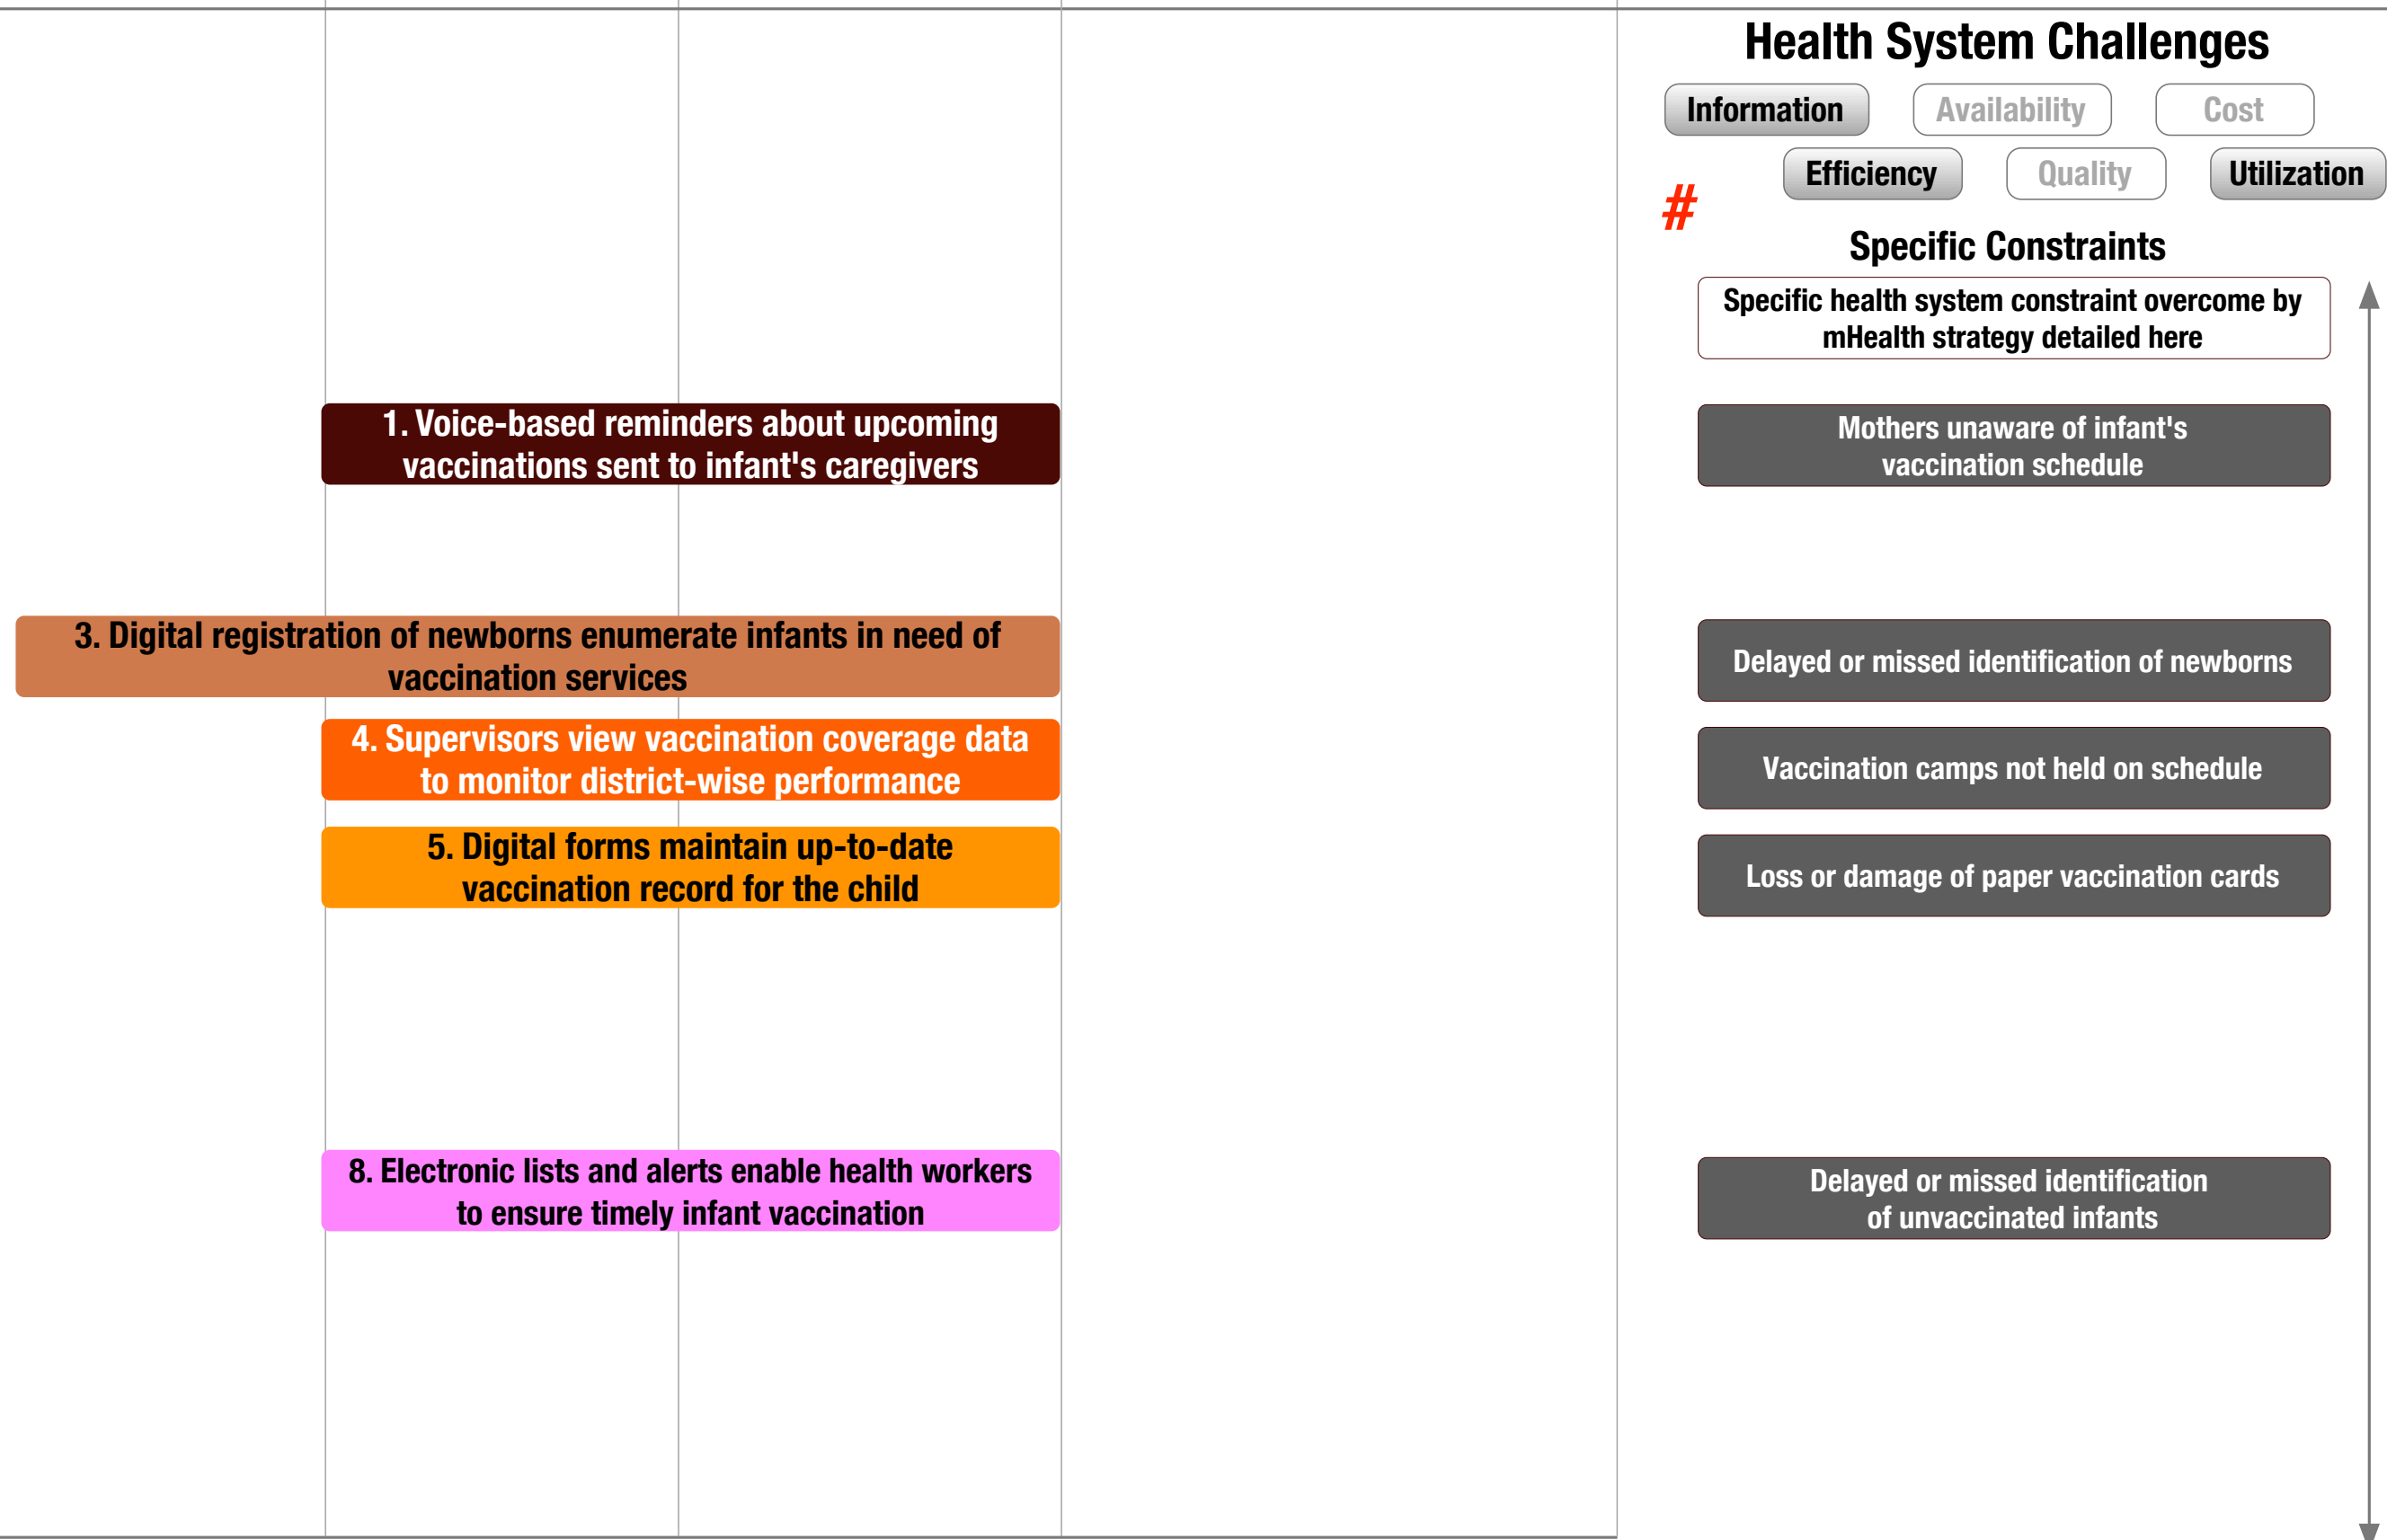 Health System Challenges
Information Availability Cost
Efficiency Quality Utilization
#
Specific Constraints
Specific health system constraint overcome by
mHealth strategy detailed here
1. Voice-based reminders about upcoming
vaccinations sent to infant's caregivers
Mothers unaware of infant's
vaccination schedule
3. Digital registration of newborns enumerate infants in need of
vaccination services
Delayed or missed identification of newborns
4. Supervisors view vaccination coverage data
to monitor district-wise performance
Vaccination camps not held on schedule
5. Digital forms maintain up-to-date
vaccination record for the child
Loss or damage of paper vaccination cards
8. Electronic lists and alerts enable health workers
to ensure timely infant vaccination
Delayed or missed identification
of unvaccinated infants